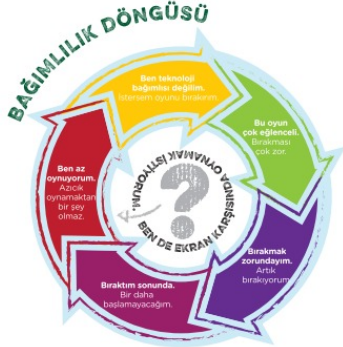 BAĞIMLILIK DÖNGÜSÜ
Ben teknoloji
bağımlısı değilim.
İstersem oyunu bırakırım.
Bu oyun
çok eğlenceli.
Bırakması
çok zor.
Bırakmak
zorundayım.
Artık
bırakıyorum.
Bıraktım sonunda.
Bir daha
başlamayacağım.
Ben az
oynuyorum.
Azıcık
oynamaktan
bir şey
olmaz.
BEN DE EKRAN KARŞISINDA OYNAMAK İSTİYORUM.
?